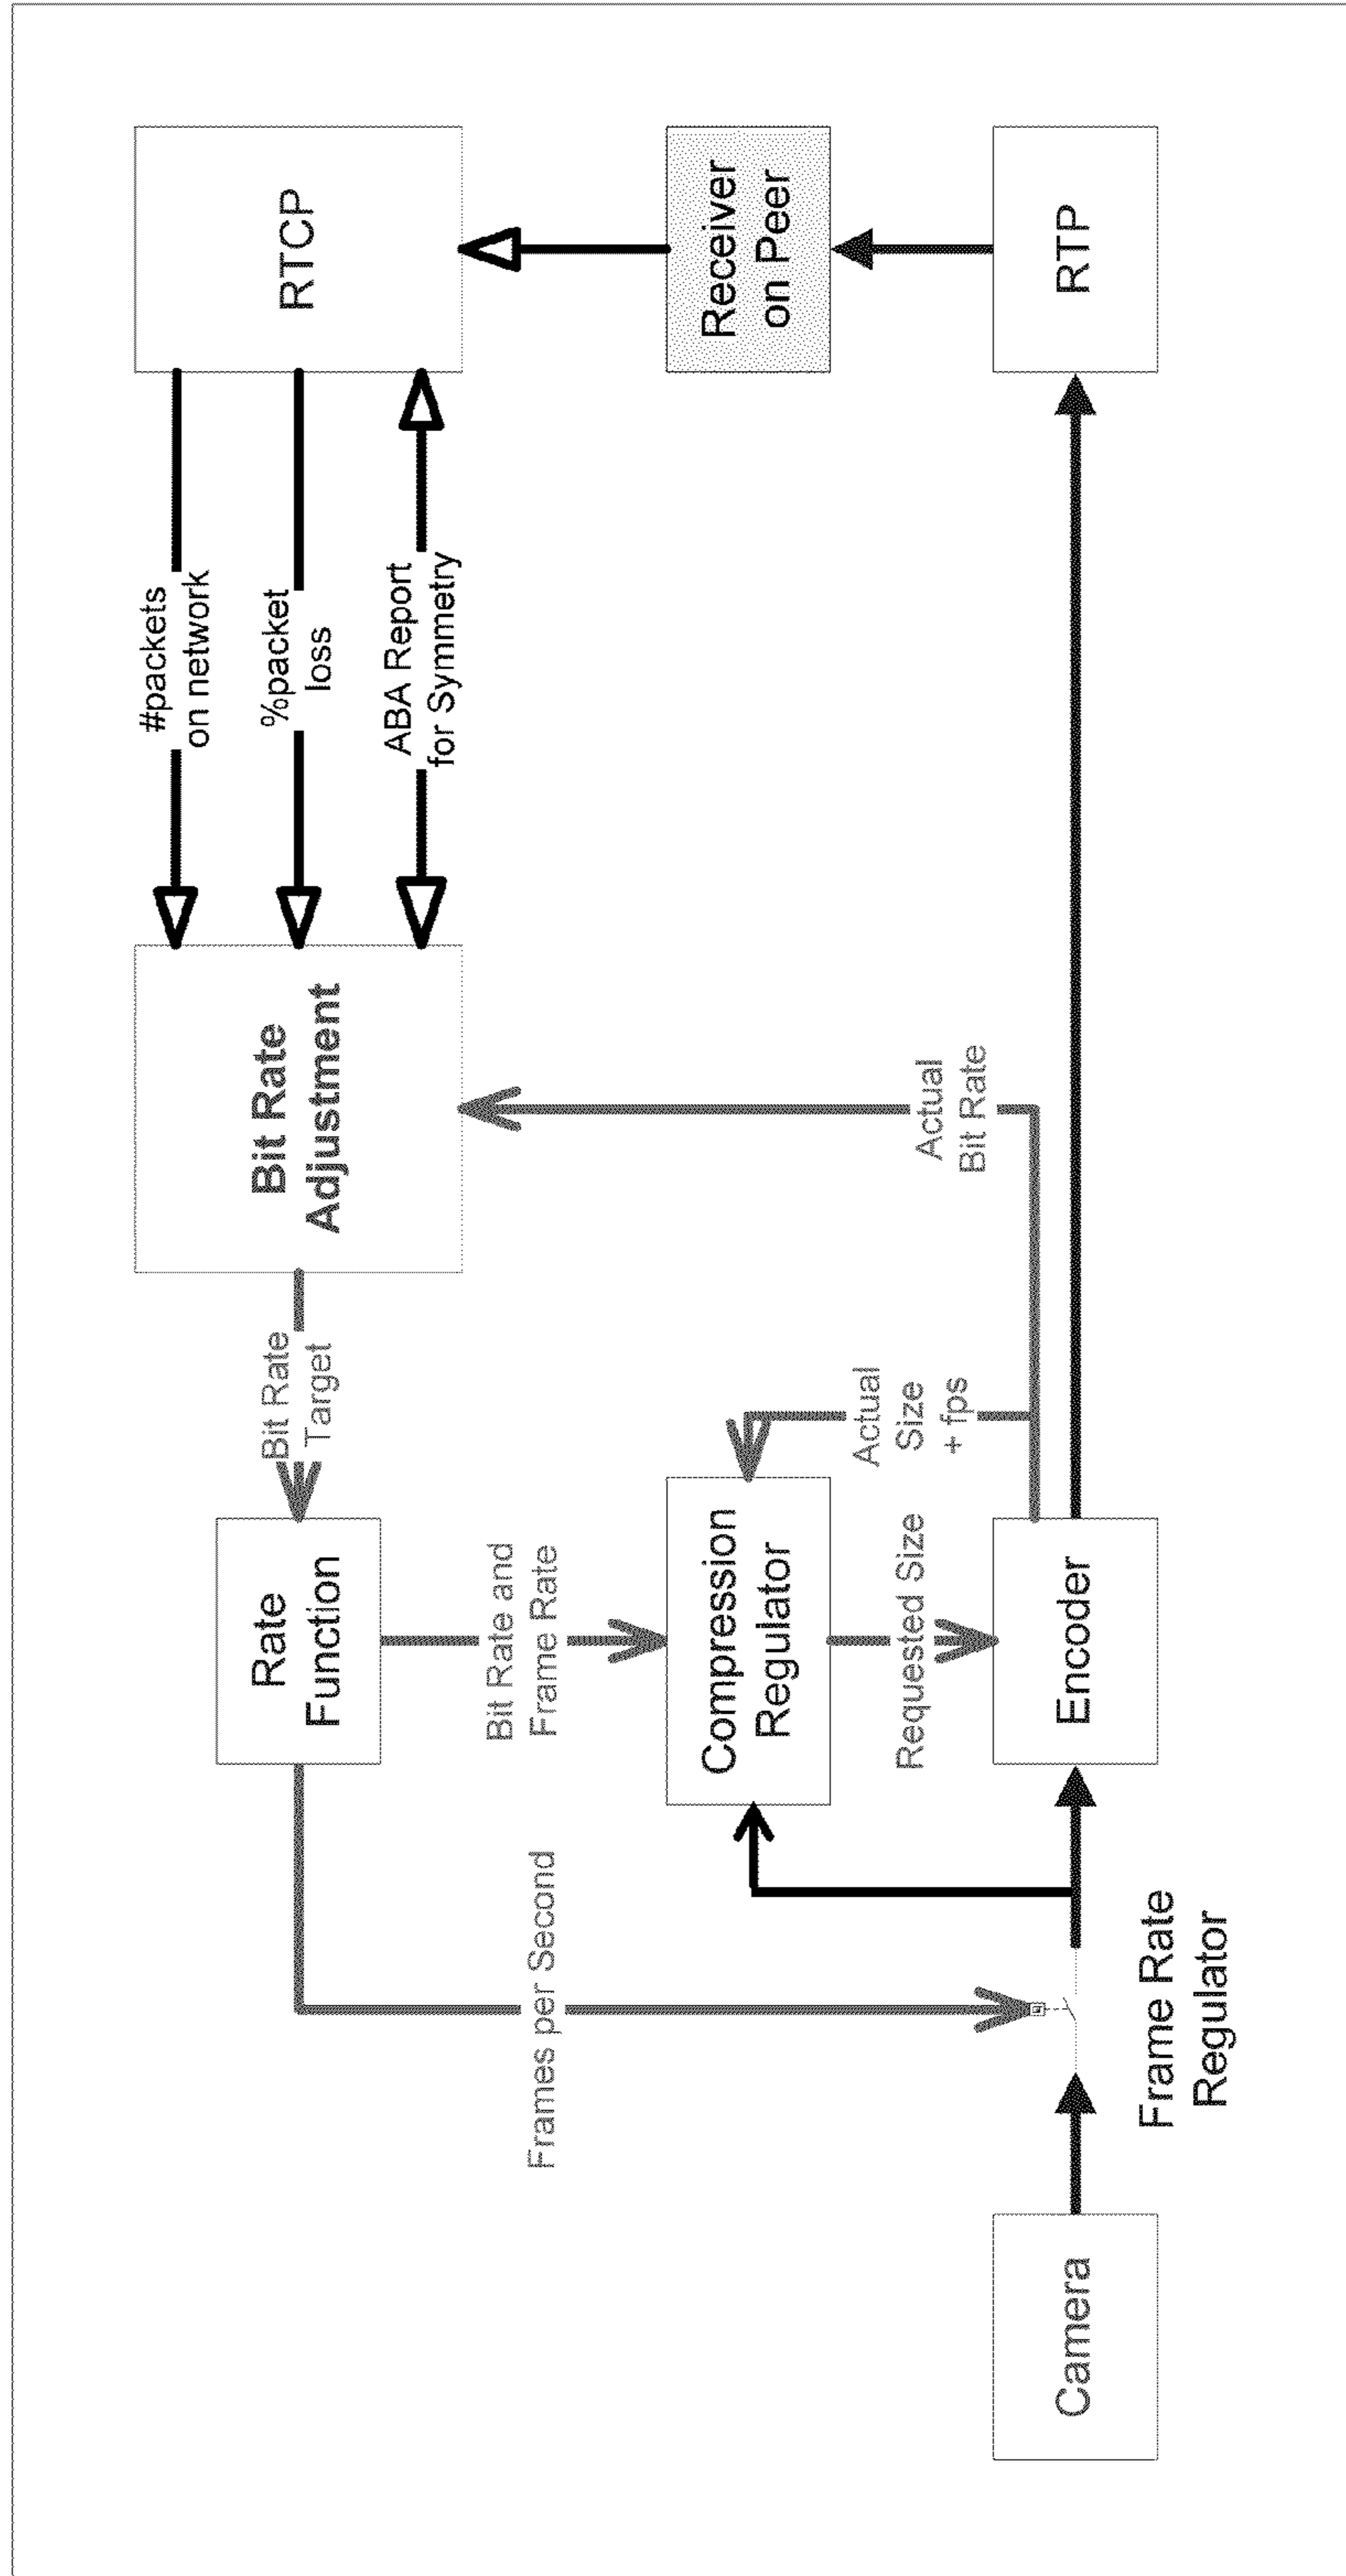 Rate
Function
Bit Rate
Target
Bit Rate
Adjustment
#packets
on network
%packet
loss
ABA Report
for Symmetry
RTCP
Frames per Second
Bit Rate and
Frame Rate
Compression
Regulator
Actual
Size
+ fps
Requested Size
Actual
Bit Rate
Receiver
on Peer
Camera
Frame Rate
Regulator
Encoder
RTP